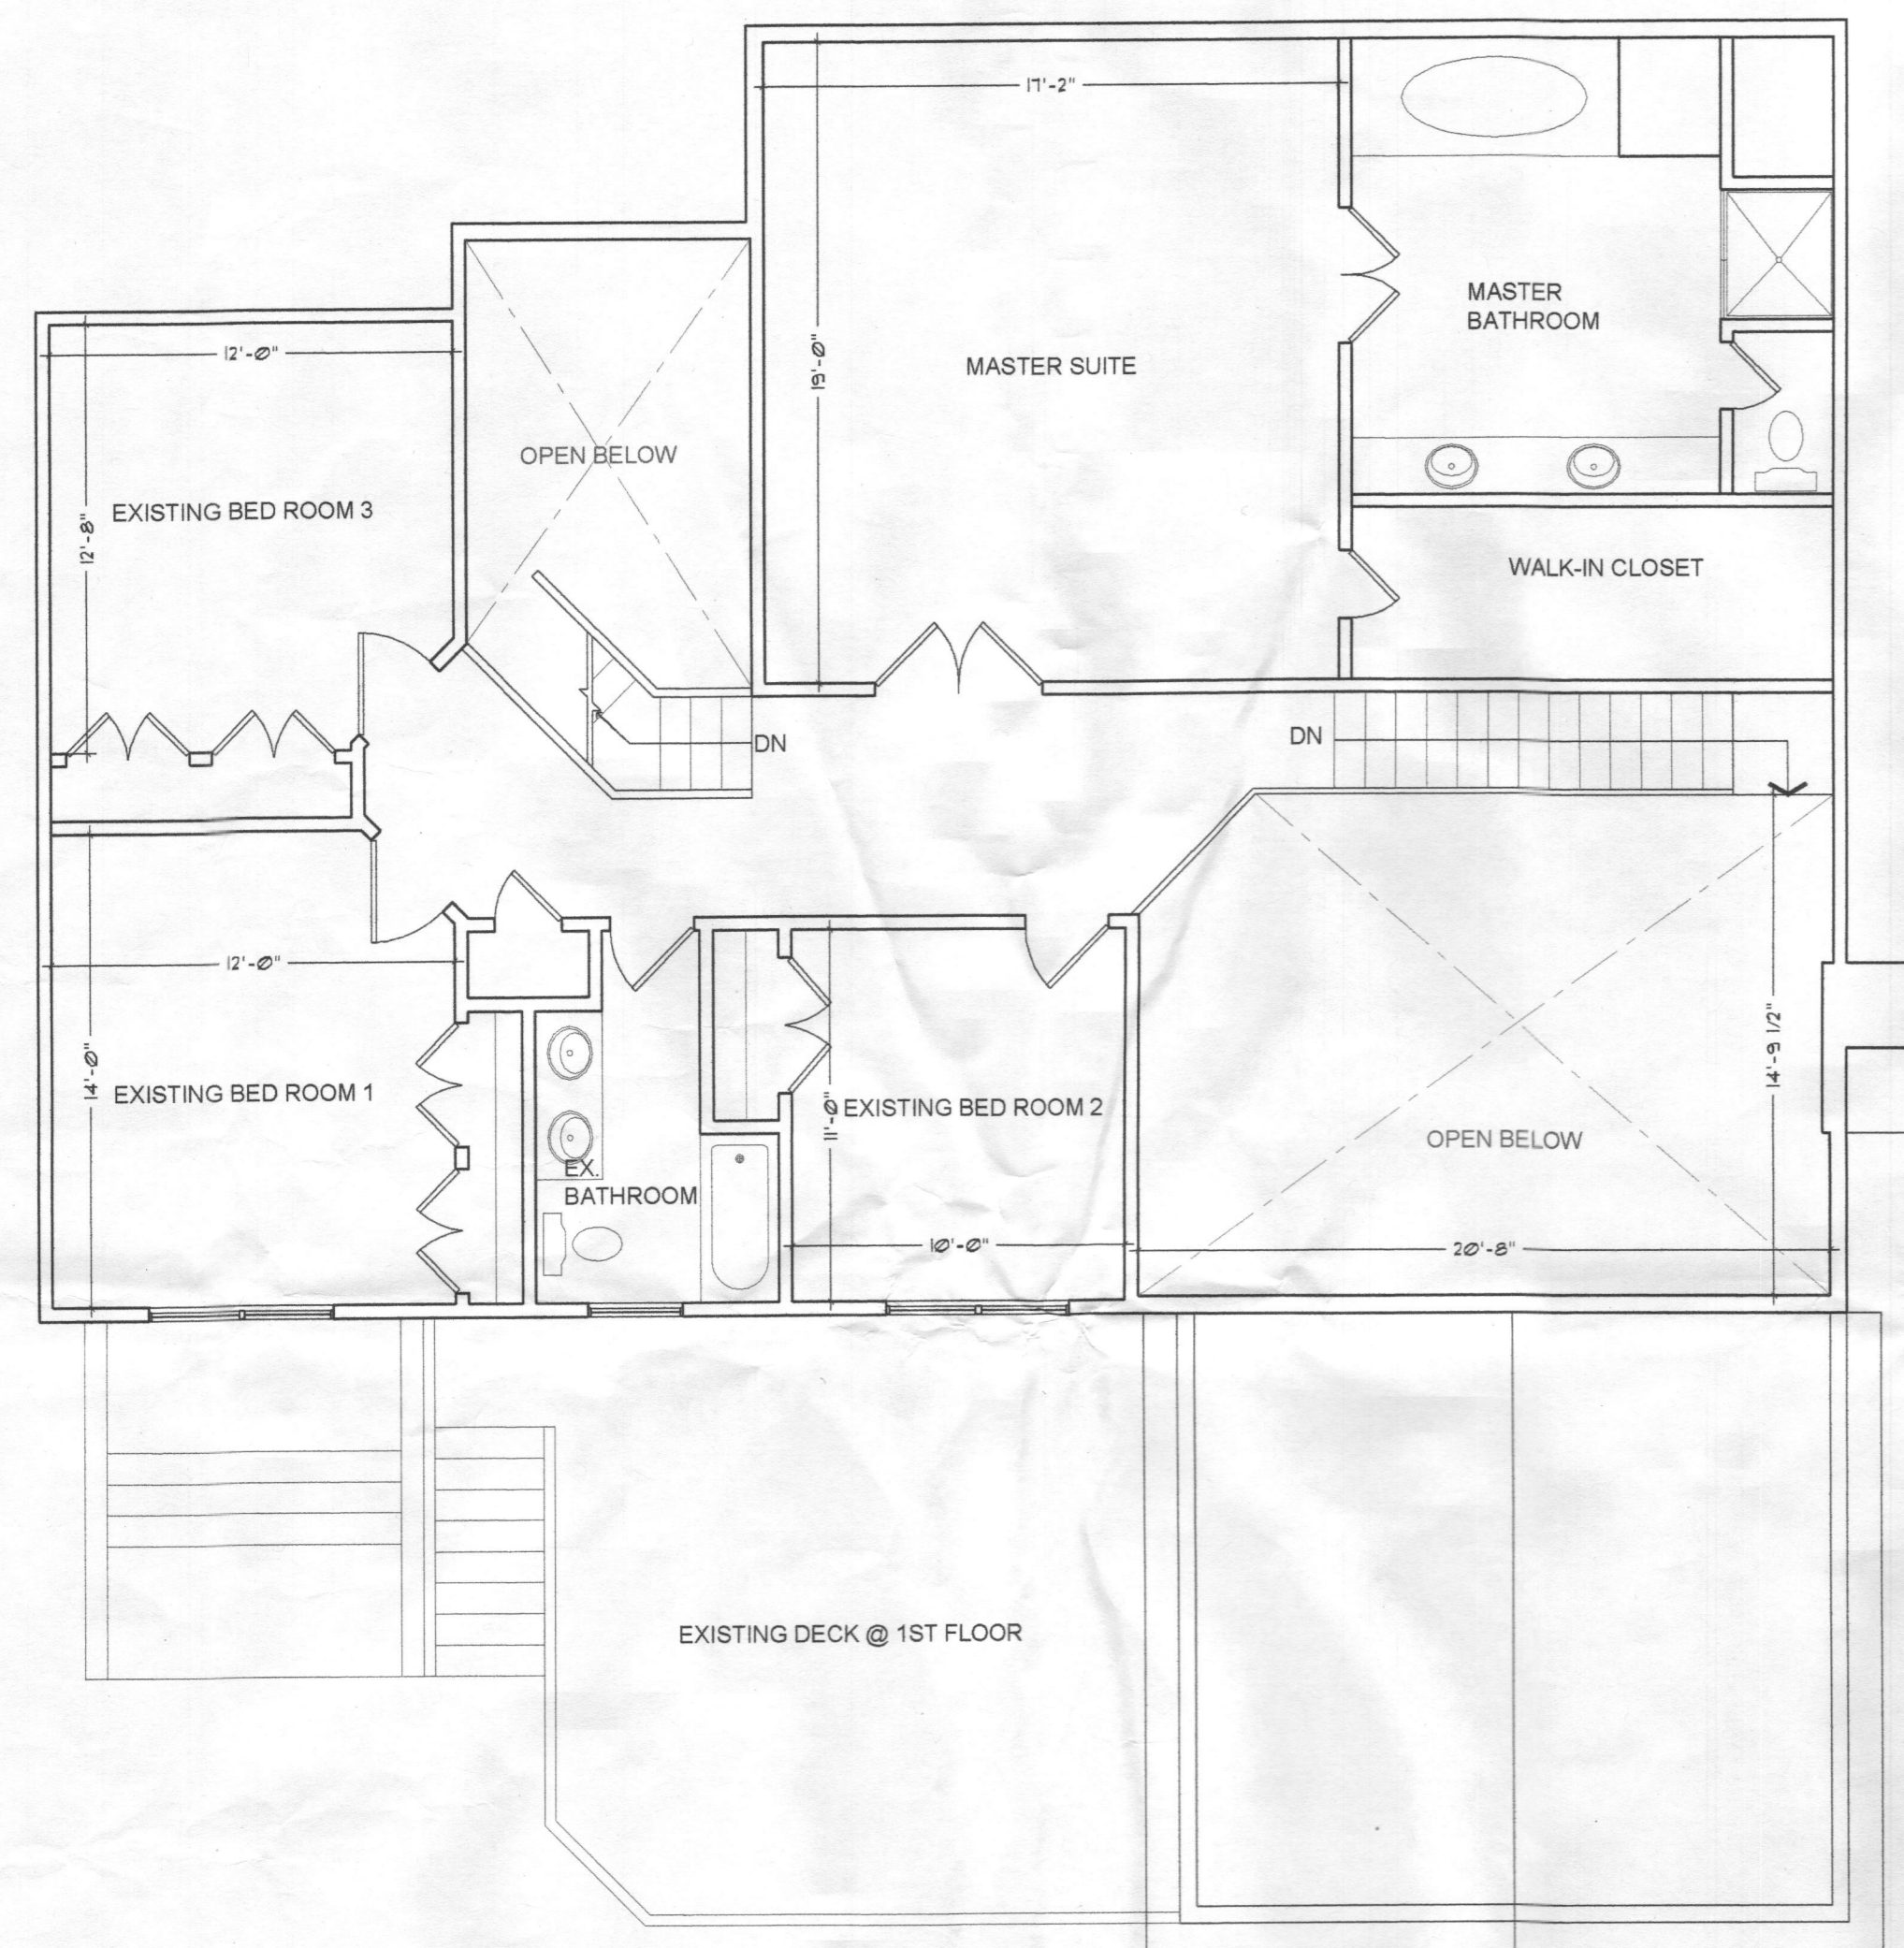 17'-2"
MASTER
BATHROOM
12'-0"
19'-0"
MASTER SUITE
OPEN BELOW
EXISTING BED ROOM 3
12'-8"
WALK-IN CLOSET
DN
DN
12'-0"
14'-0"
EXISTING BED ROOM 1
11'-0"
EXISTING BED ROOM 2
14'-9 1/2"
OPEN BELOW
EX.
BATHROOM
10'-0"
20'-8"
EXISTING DECK @ 1ST FLOOR